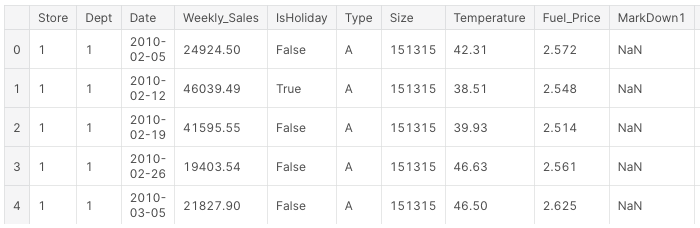 Store Dept Date Weekly_Sales IsHoliday Type Size Temperature Fuel_Price MarkDown1
0 1 1 2010-02-05 24924.50 False A 151315 42.31 2.572 NaN
1 1 1 2010-02-12 46039.49 True A 151315 38.51 2.548 NaN
2 1 1 2010-02-19 41595.55 False A 151315 39.93 2.514 NaN
3 1 1 2010-02-26 19403.54 False A 151315 46.63 2.561 NaN
4 1 1 2010-03-05 21827.90 False A 151315 46.50 2.625 NaN